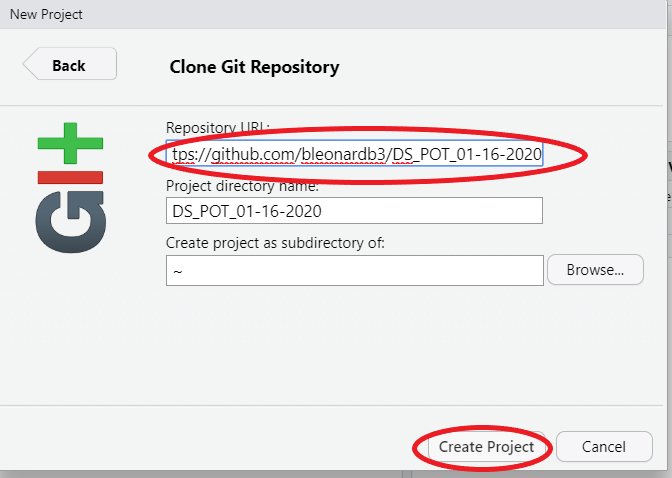 New Project
Back
Clone Git Repository
git
Repository URL:
tps://github.com/bleonardb3/DS_POT_01-16-2020
Project directory name:
DS_POT_01-16-2020
Create project as subdirectory of:
~
Browse...
Create Project
Cancel